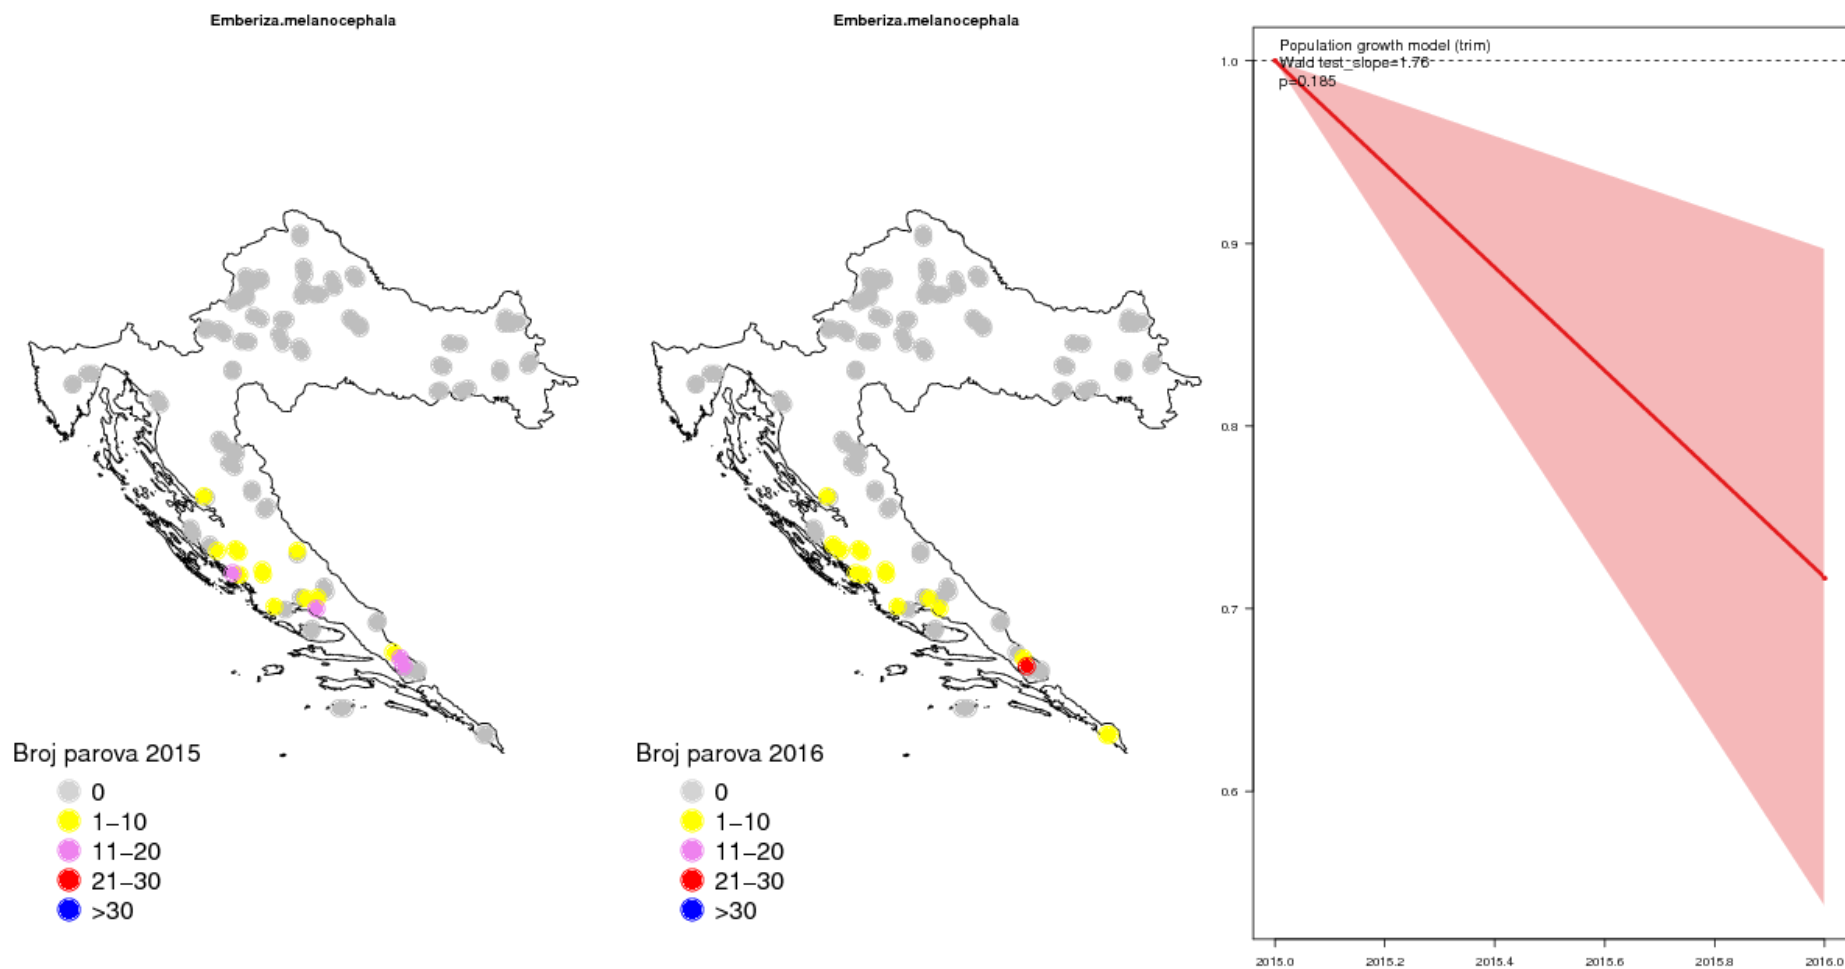 Emberiza.melanocephala
Broj parova 2015
0
1–10
11–20
21–30
>30
Emberiza.melanocephala
Broj parova 2016
0
1–10
11–20
21–30
>30
Population growth model (trim)
Wald test_slope=1.76
p=0.185
1.0
0.9
0.8
0.7
0.6
2015.0 2015.2 2015.4 2015.6 2015.8 2016.0